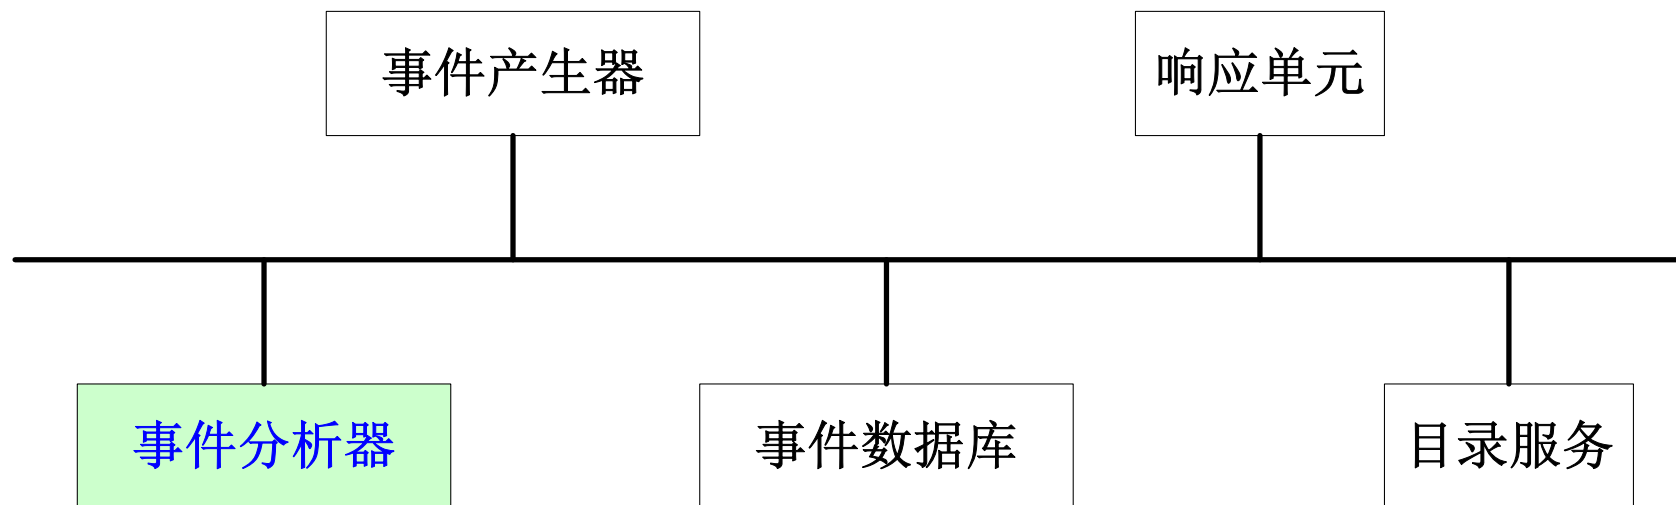 事件产生器
响应单元
事件分析器
事件数据库
目录服务